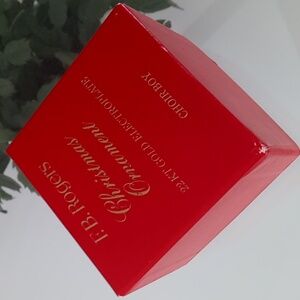 F.B. Rogers
Christmas
Ornament
22 KT. GOLD ELECTROPLATE
CHOIR BOY